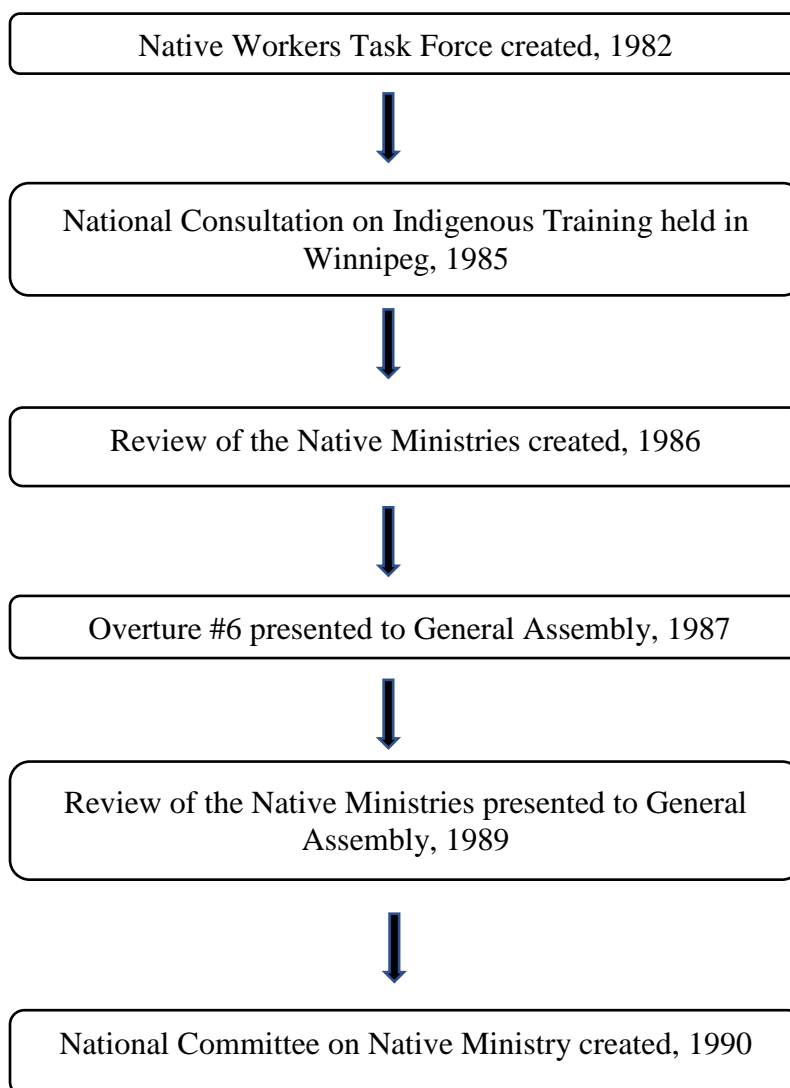 Native Workers Task Force created, 1982
National Consultation on Indigenous Training held in
Winnipeg, 1985
Review of the Native Ministries created, 1986
Overture #6 presented to General Assembly, 1987
Review of the Native Ministries presented to General
Assembly, 1989
National Committee on Native Ministry created, 1990